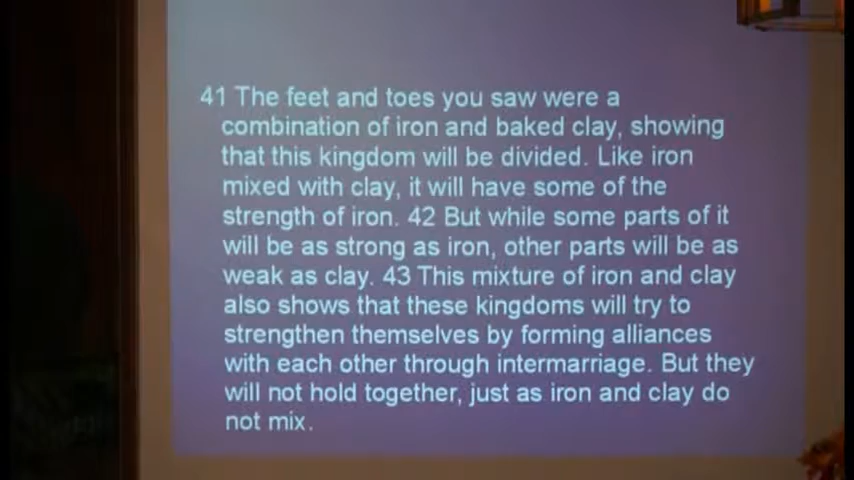 41 The feet and toes you saw were a
combination of iron and baked clay, showing
that this kingdom will be divided. Like iron
mixed with clay, it will have some of the
strength of iron. 42 But while some parts of it
will be as strong as iron, other parts will be as
weak as clay. 43 This mixture of iron and clay
also shows that these kingdoms will try to
strengthen themselves by forming alliances
with each other through intermarriage. But they
will not hold together, just as iron and clay do
not mix.